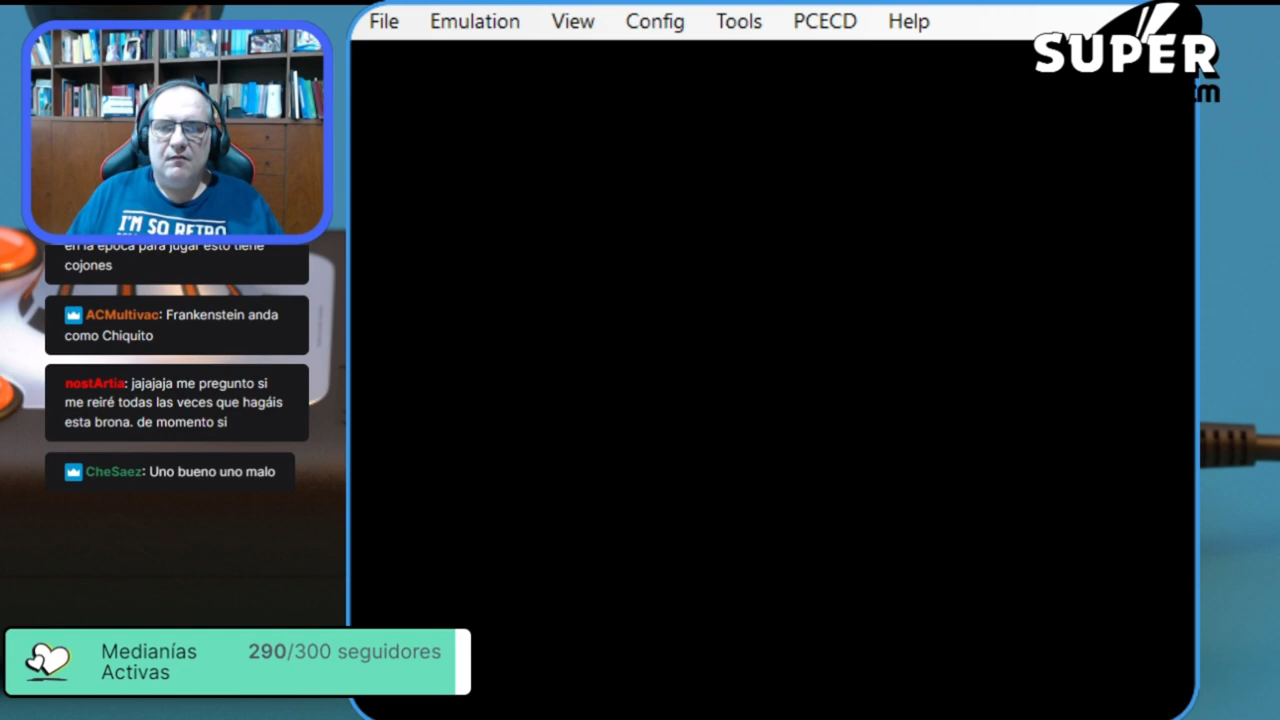 File Emulation View Config Tools PCECD Help
SUPER
I'M SO RETRO
en la época para jugar esto tiene
cojones
ACMultivac: Frankenstein anda
como Chiquito
nostArtia: jajajaja me pregunto si
me reiré todas las veces que hagáis
esta brona. de momento si
CheSaez: Uno bueno uno malo
Medianías
Activas
290/300 seguidores